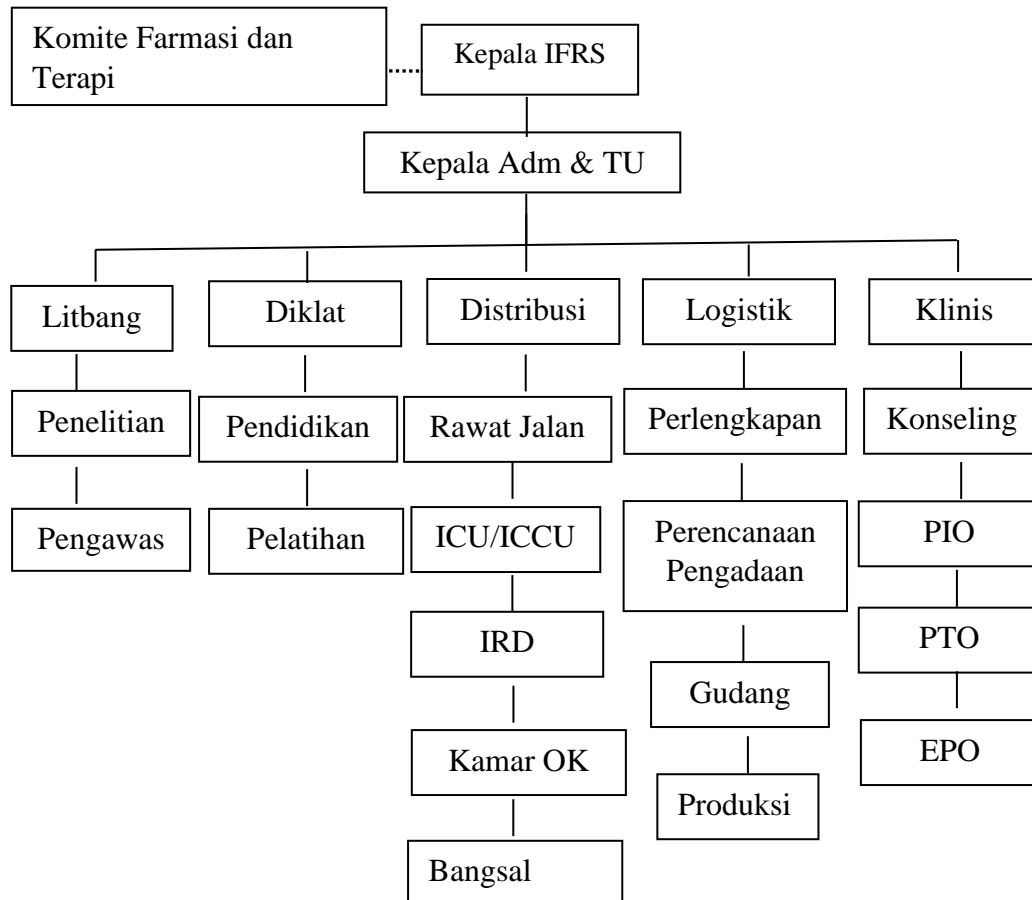 Komite Farmasi dan
Terapi
Kepala IFRS
Kepala Adm & TU
Litbang
Diklat
Distribusi
Logistik
Klinis
Penelitian
Pendidikan
Rawat Jalan
Perlengkapan
Konseling
Pengawas
Pelatihan
ICU/ICCU
Perencanaan
Pengadaan
PIO
IRD
PTO
Gudang
Kamar OK
EPO
Produksi
Bangsal